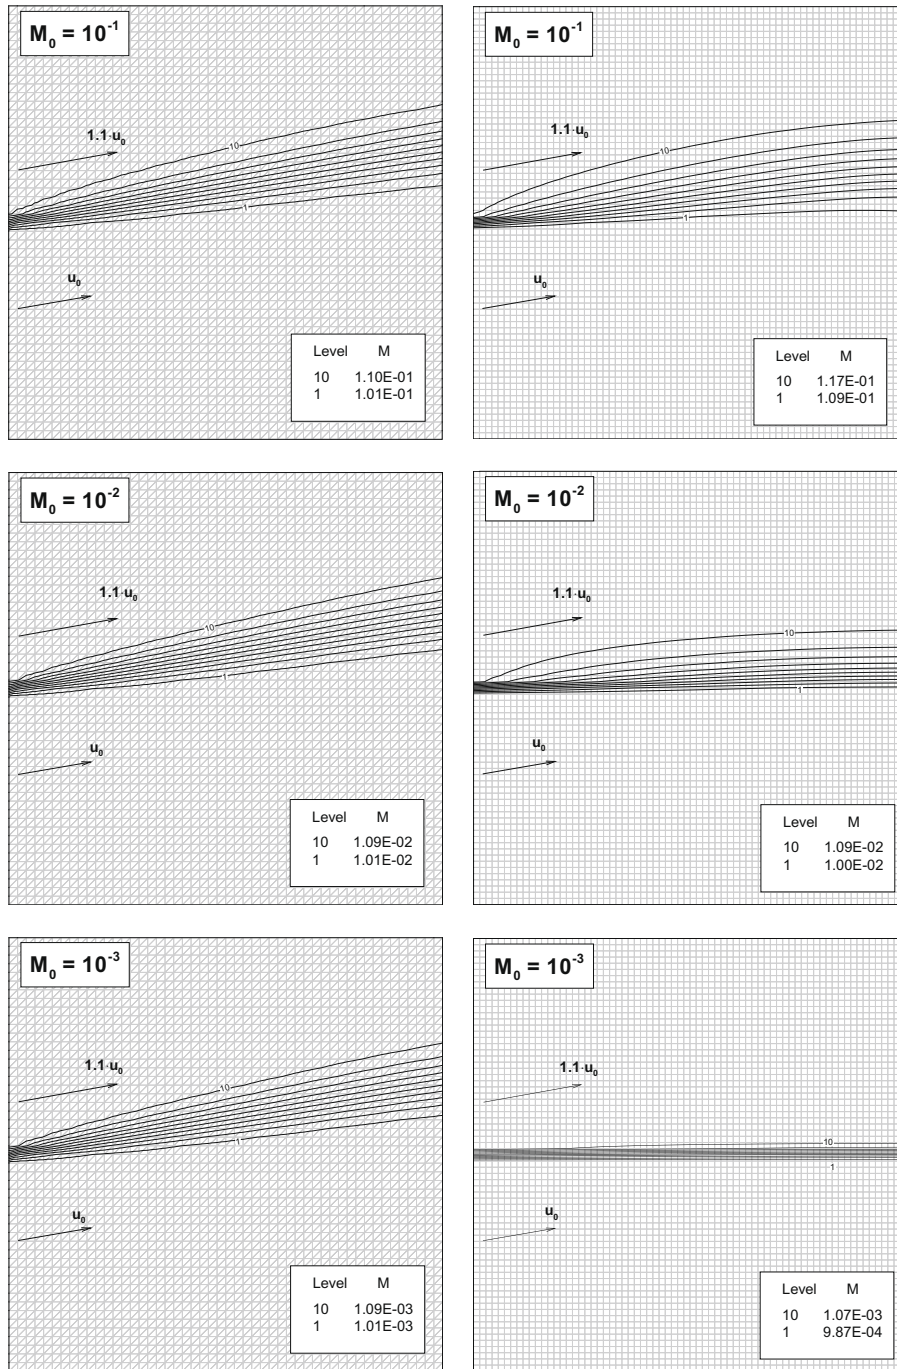 M₀ = 10⁻¹
1.1·u₀
10
1
u₀
Level M
10 1.10E-01
1 1.01E-01
M₀ = 10⁻¹
1.1·u₀
10
1
u₀
Level M
10 1.17E-01
1 1.09E-01
M₀ = 10⁻²
1.1·u₀
10
1
u₀
Level M
10 1.09E-02
1 1.01E-02
M₀ = 10⁻²
1.1·u₀
10
1
u₀
Level M
10 1.09E-02
1 1.00E-02
M₀ = 10⁻³
1.1·u₀
10
1
u₀
Level M
10 1.09E-03
1 1.01E-03
M₀ = 10⁻³
1.1·u₀
10
1
u₀
Level M
10 1.07E-03
1 9.87E-04